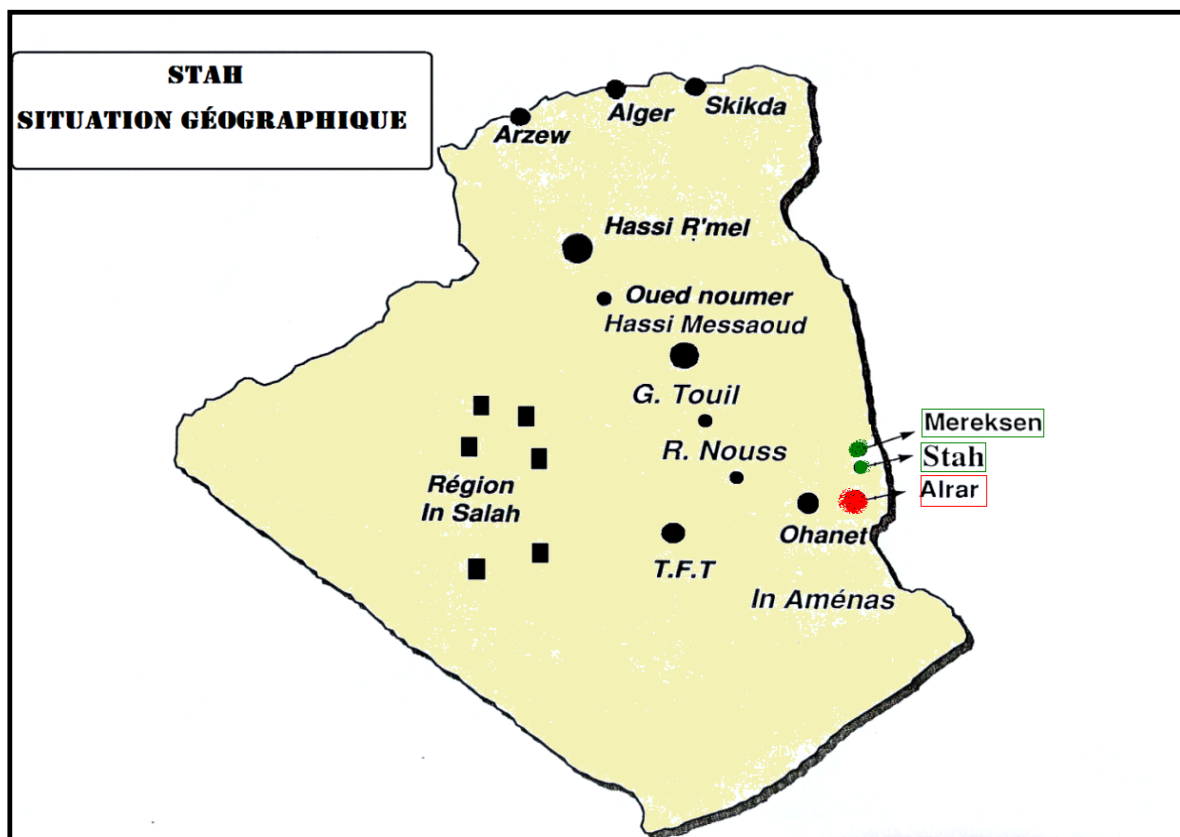 STAH
SITUATION GÉOGRAPHIQUE
Arzew
Alger
Skikda
Hassi R'mel
Oued noumer
Hassi Messaoud
G. Touil
R. Nouss
Mereksen
Stah
Alrar
Région
In Salah
Ohanet
T.F.T
In Aménas